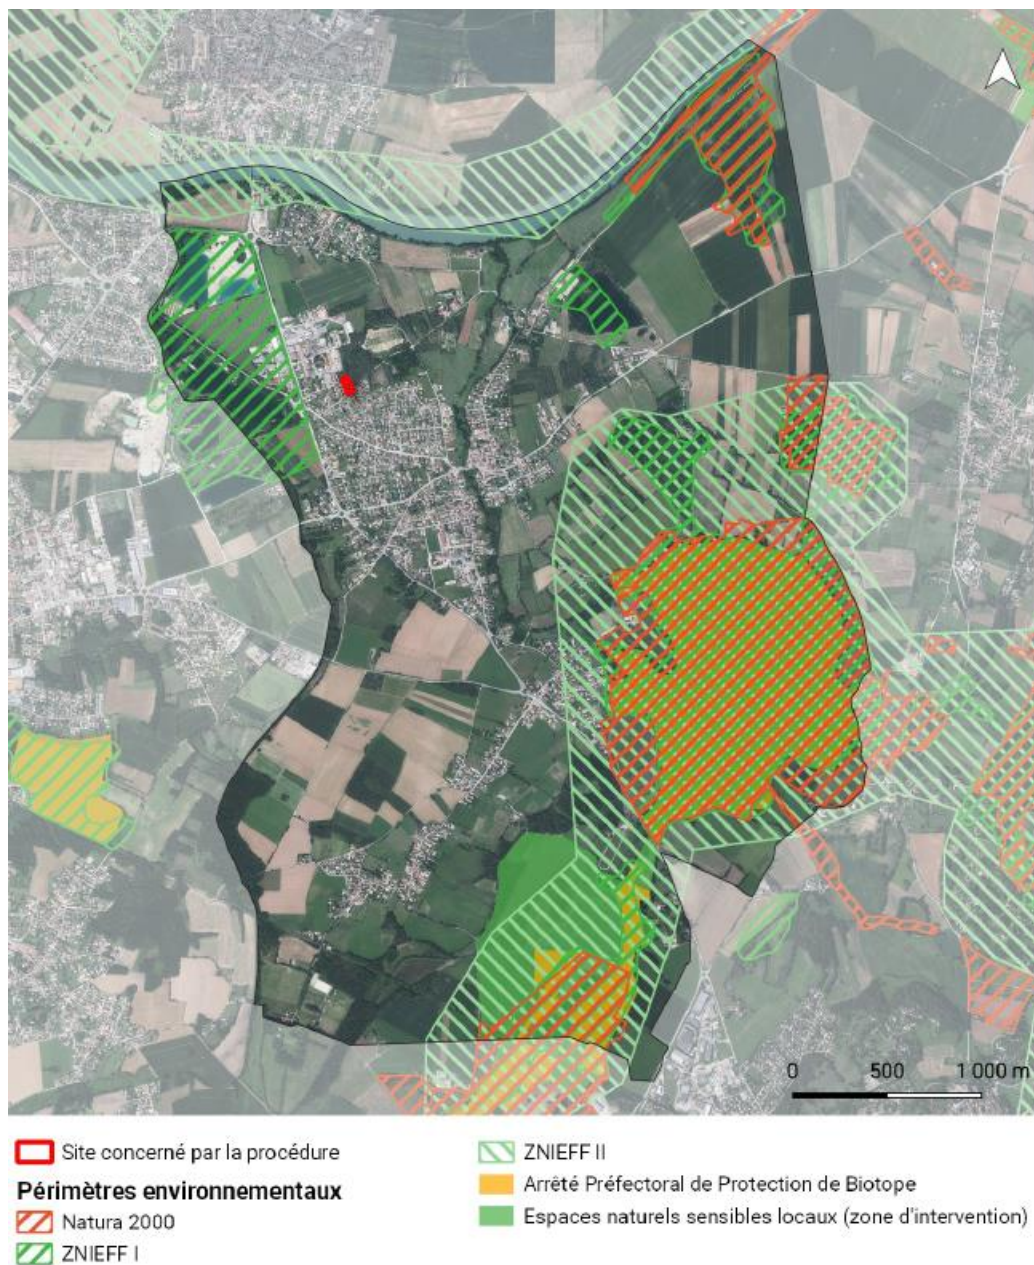 0 500 1 000 m
Site concerné par la procédure
Périmètres environnementaux
Natura 2000
ZNIEFF I
ZNIEFF II
Arrêté Préfectoral de Protection de Biotope
Espaces naturels sensibles locaux (zone d'intervention)